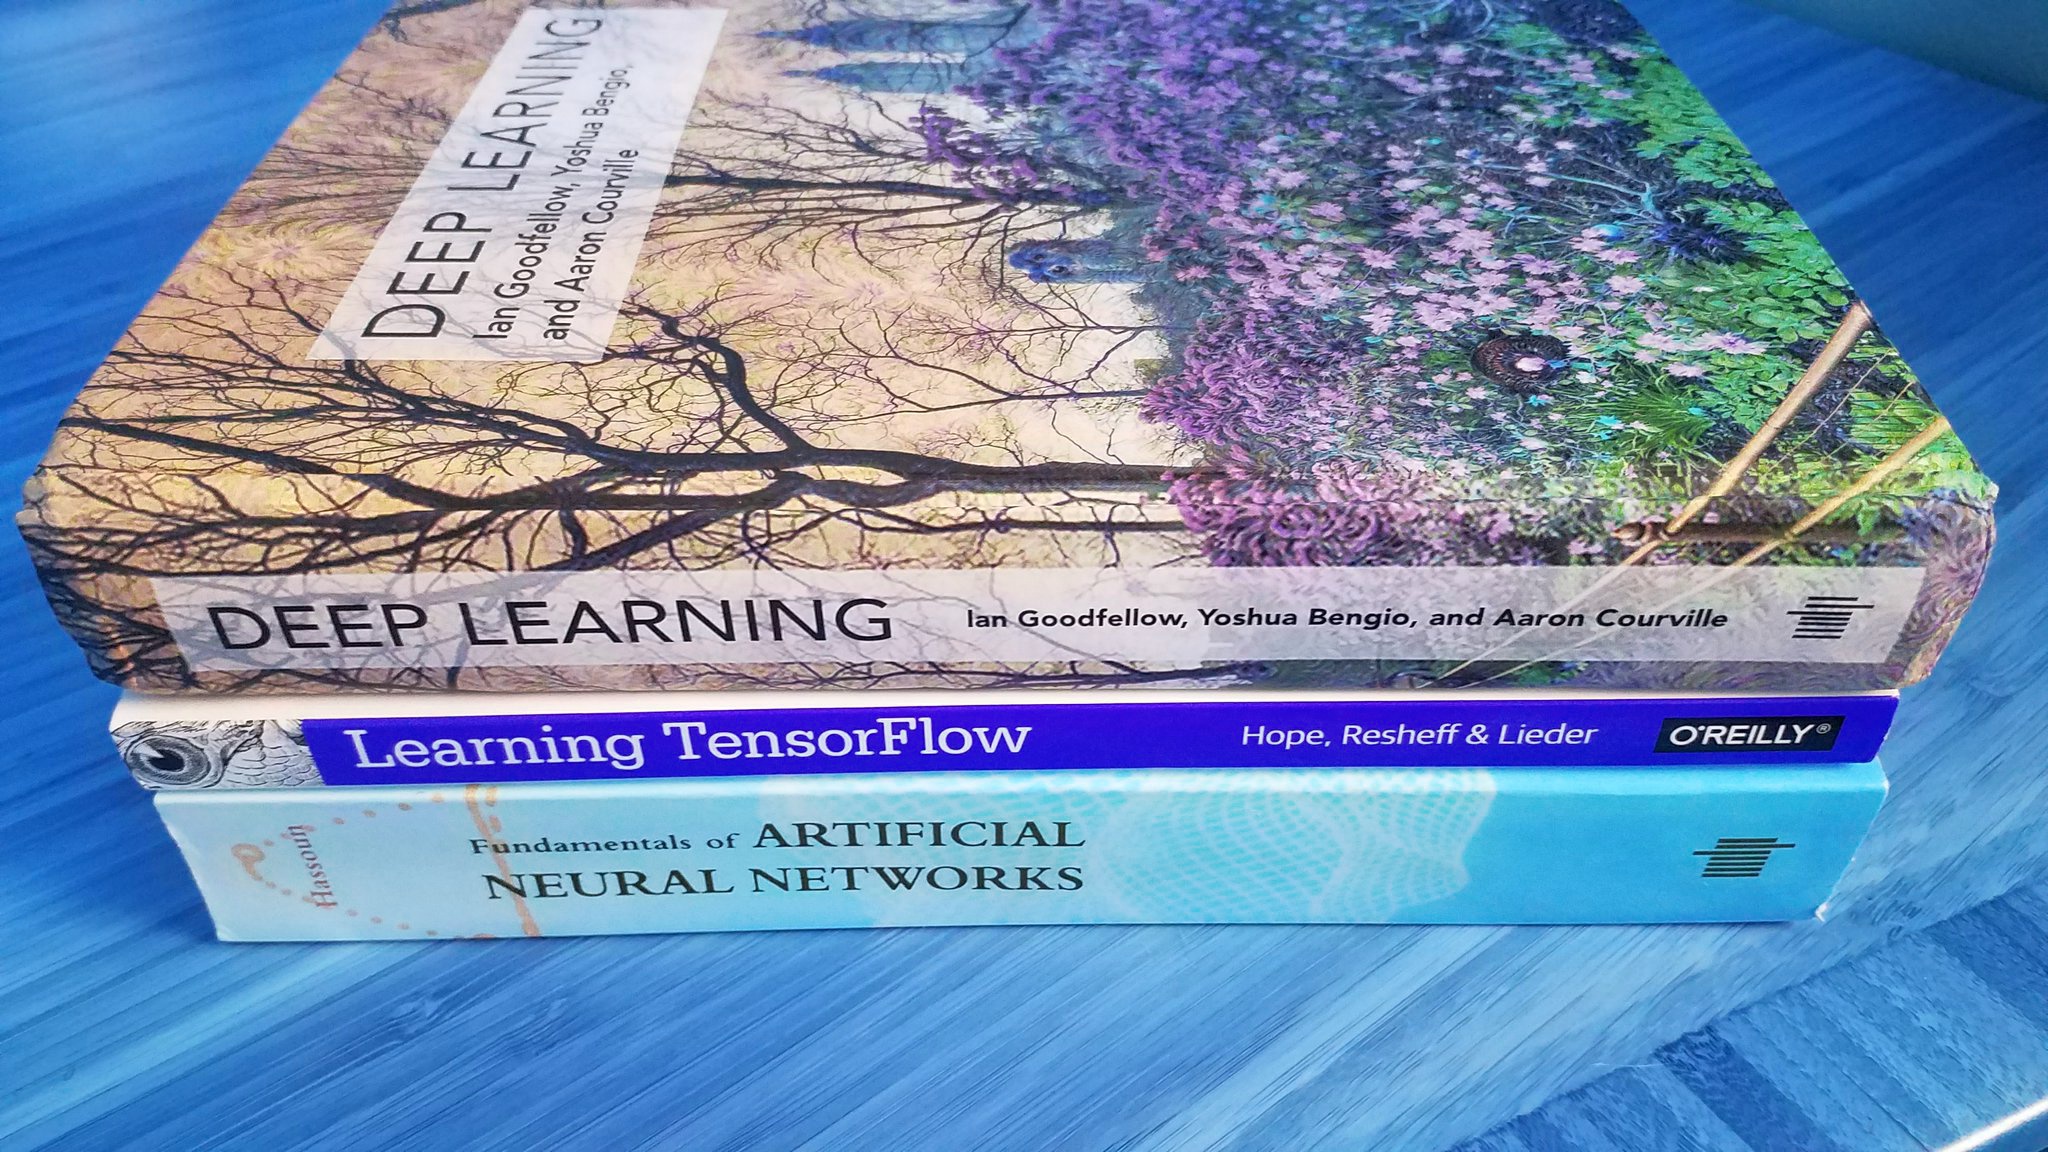 DEEP LEARNING
Ian Goodfellow, Yoshua Bengio,
and Aaron Courville
DEEP LEARNING
Ian Goodfellow, Yoshua Bengio, and Aaron Courville
Learning TensorFlow
Hope, Resheff & Lieder
O'REILLY®
Hassoun
Fundamentals of ARTIFICIAL
NEURAL NETWORKS